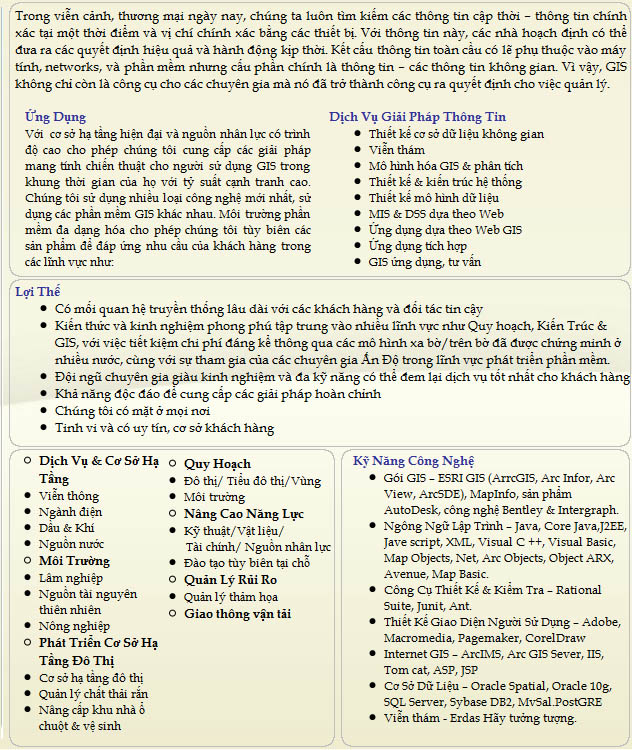 Trong viễn cảnh, thương mại ngày nay, chúng ta luôn tìm kiếm các thông tin cập thời – thông tin chính
xác tại một thời điểm và vị chí chính xác bằng các thiết bị. Với thông tin này, các nhà hoạch định có thể
đưa ra các quyết định hiệu quả và hành động kịp thời. Kết cấu thông tin toàn cầu có lẽ phụ thuộc vào máy
tính, networks, và phần mềm nhưng cấu phần chính là thông tin – các thông tin không gian. Vì vậy, GIS
không chỉ còn là công cụ cho các chuyên gia mà nó đã trở thành công cụ ra quyết định cho việc quản lý.
Ứng Dụng
Với cơ sở hạ tầng hiện đại và nguồn nhân lực có trình
độ cao cho phép chúng tôi cung cấp các giải pháp
mang tính chiến thuật cho người sử dụng GIS trong
khung thời gian của họ với tỷ suất cạnh tranh cao.
Chúng tôi sử dụng nhiều loại công nghệ mới nhất, sử
dụng các phần mềm GIS khác nhau. Môi trường phần
mềm đa dạng hóa cho phép chúng tôi tùy biên các
sản phẩm để đáp ứng nhu cầu của khách hàng trong
các lĩnh vực như:
Dịch Vụ Giải Pháp Thông Tin
• Thiết kế cơ sở dữ liệu không gian
• Viễn thám
• Mô hình hóa GIS & phân tích
• Thiết kế & kiến trúc hệ thống
• Thiết kế mô hình dữ liệu
• MIS & DSS dựa theo Web
• Ứng dụng dựa theo Web GIS
• Ứng dụng tích hợp
• GIS ứng dụng, tư vấn
Lợi Thế
• Có mối quan hệ truyền thống lâu dài với các khách hàng và đối tác tin cậy
• Kiến thức và kinh nghiệm phong phú tập trung vào nhiều lĩnh vực như Quy hoạch, Kiến Trúc &
GIS, với việc tiết kiệm chi phí đáng kể thông qua các mô hình xa bờ/trên bờ đã được chứng minh ở
nhiều nước, cùng với sự tham gia của các chuyên gia Ấn Độ trong lĩnh vực phát triển phần mềm.
• Đội ngũ chuyên gia giàu kinh nghiệm và đa kỹ năng có thể đem lại dịch vụ tốt nhất cho khách hàng
• Khả năng độc đáo để cung cấp các giải pháp hoàn chỉnh
• Chúng tôi có mặt ở mọi nơi
• Tinh vi và có uy tín, cơ sở khách hàng
○ Dịch Vụ & Cơ Sở Hạ
Tầng
• Viễn thông
• Ngành điện
• Dầu & Khí
• Nguồn nước
○ Môi Trường
• Lâm nghiệp
• Nguồn tài nguyên
thiên nhiên
• Nông nghiệp
○ Phát Triển Cơ Sở Hạ
Tầng Đô Thị
• Cơ sở hạ tầng đô thị
• Quản lý chất thải rắn
• Nâng cấp khu nhà ổ
chuột & vệ sinh
○ Quy Hoạch
• Đô thị/ Tiểu đô thị/Vùng
• Môi trường
○ Nâng Cao Năng Lực
• Kỹ thuật/Vật liệu/
Tài chính/ Nguồn nhân lực
• Đào tạo tùy biên tại chỗ
○ Quản Lý Rủi Ro
• Quản lý thảm họa
○ Giao thông vận tải
Kỹ Năng Công Nghệ
• Gói GIS – ESRI GIS (ArrcGIS, Arc Infor, Arc
View, ArcSDE), MapInfo, sản phẩm
AutoDesk, công nghệ Bentley & Intergraph.
• Ngông Ngữ Lập Trình – Java, Core Java,J2EE,
Jave script, XML, Visual C ++, Visual Basic,
Map Objects, Net, Arc Objects, Object ARX,
Avenue, Map Basic.
• Công Cụ Thiết Kế & Kiểm Tra – Rational
Suite, Junit, Ant.
• Thiết Kế Giao Diện Người Sử Dụng – Adobe,
Macromedia, Pagemaker, CorelDraw
• Internet GIS – ArcIMS, Arc GIS Sever, IIS,
Tom cat, ASP, JSP
• Cơ Sở Dữ Liệu – Oracle Spatial, Oracle 10g,
SQL Server, Sybase DB2, MvSal.PostGRE
• Viễn thám - Erdas Hãy tưởng tượng.